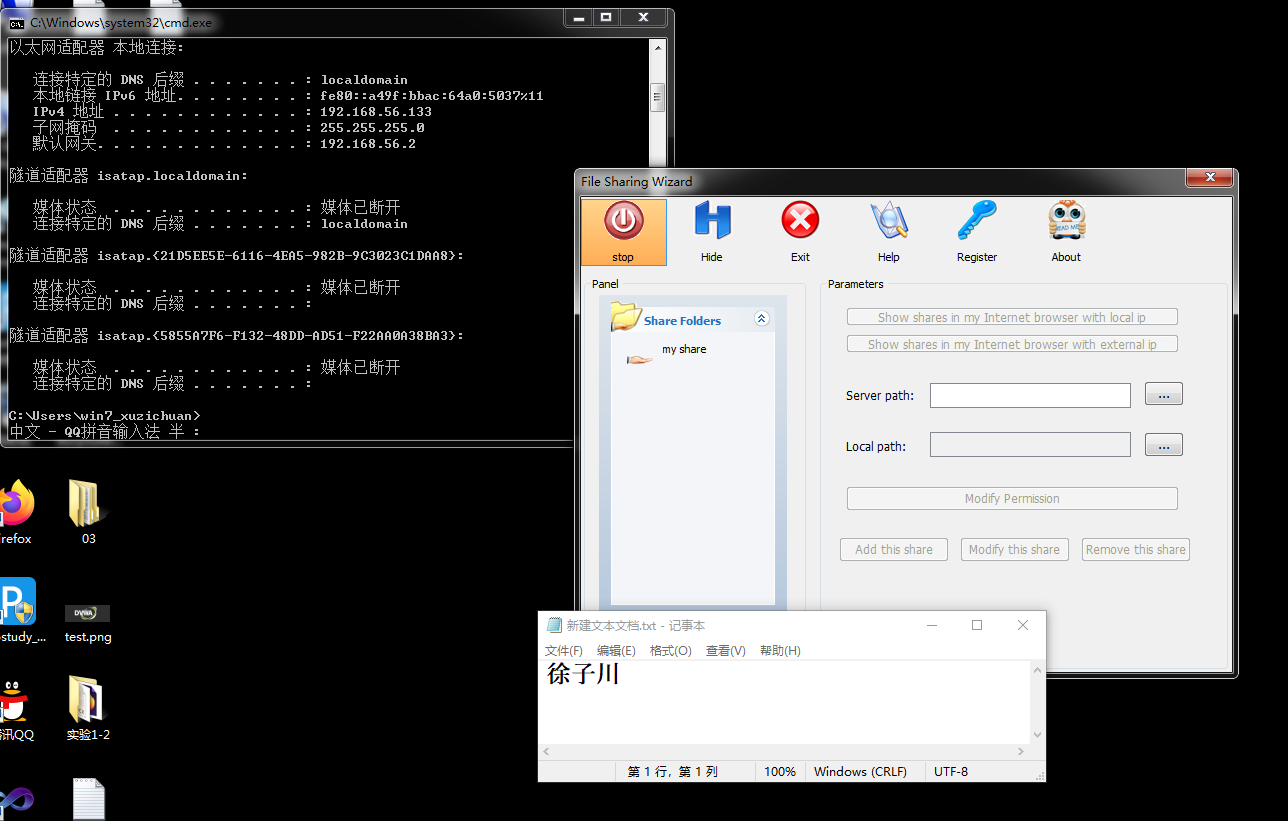 C:\Windows\system32\cmd.exe
以太网适配器 本地连接:
连接特定的 DNS 后缀 . . . . . . . : localdomain
本地链接 IPv6 地址. . . . . . . . : fe80::a49f:bbac:64a0:5037%11
IPv4 地址 . . . . . . . . . . . . : 192.168.56.133
子网掩码 . . . . . . . . . . . . : 255.255.255.0
默认网关. . . . . . . . . . . . . : 192.168.56.2
隧道适配器 isatap.localdomain:
媒体状态 . . . . . . . . . . . . : 媒体已断开
连接特定的 DNS 后缀 . . . . . . . : localdomain
隧道适配器 isatap.{21D5EE5E-6116-4EA5-982B-9C3023C1DAA8}:
媒体状态 . . . . . . . . . . . . : 媒体已断开
连接特定的 DNS 后缀 . . . . . . . :
隧道适配器 isatap.{5855A7F6-F132-48DD-AD51-F22AA0A38BA3}:
媒体状态 . . . . . . . . . . . . : 媒体已断开
连接特定的 DNS 后缀 . . . . . . . :
C:\Users\win7_xuzichuan>
中文 - QQ拼音输入法 半 :
File Sharing Wizard
stop
Hide
Exit
Help
Register
READ ME
About
Panel
Share Folders
my share
Parameters
Show shares in my Internet browser with local ip
Show shares in my Internet browser with external ip
Server path:
...
Local path:
...
Modify Permission
Add this share
Modify this share
Remove this share
新建文本文档.txt - 记事本
文件(F) 编辑(E) 格式(O) 查看(V) 帮助(H)
徐子川
第 1 行，第 1 列
100%
Windows (CRLF)
UTF-8
refox
03
study_...
DVWA
test.png
讯QQ
实验1-2